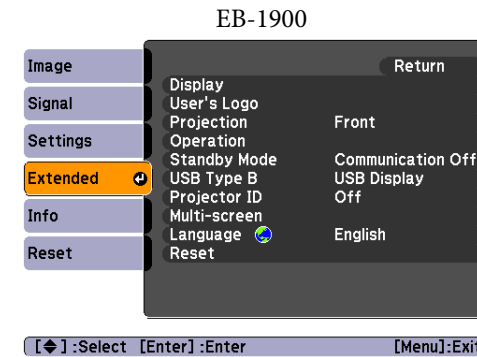 EB-1900
Image
Signal
Settings
Extended
Info
Reset
Return
Display
User's Logo
Projection Front
Operation
Standby Mode Communication Off
USB Type B USB Display
Projector ID Off
Multi-screen
Language English
Reset
[◆] :Select [Enter] :Enter [Menu]:Exit